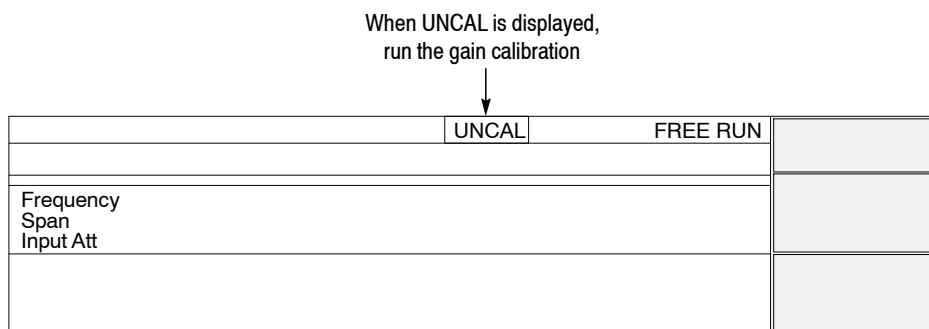 When UNCAL is displayed,
run the gain calibration
UNCAL FREE RUN
Frequency
Span
Input Att